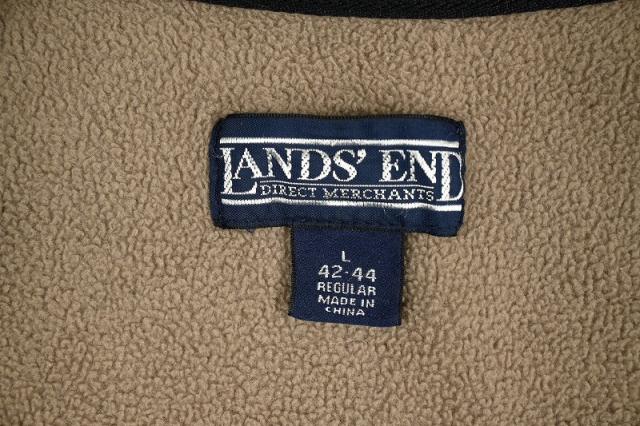 LANDS' END
DIRECT MERCHANTS
L
42-44
REGULAR
MADE IN
CHINA